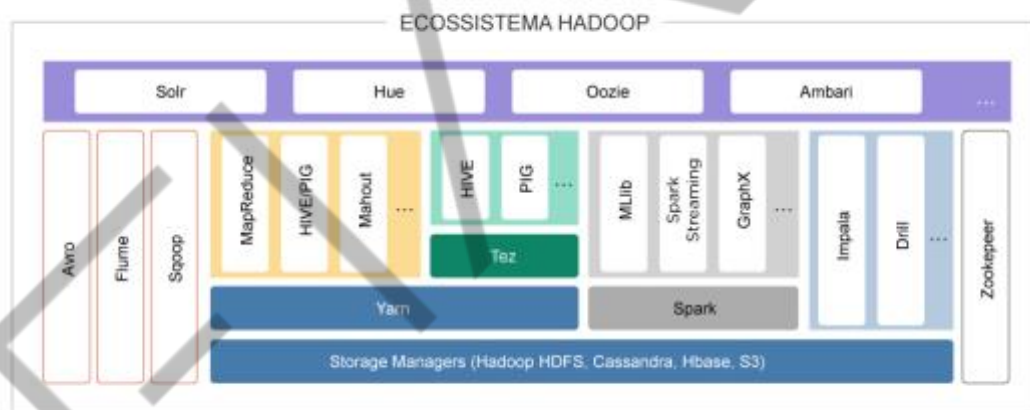 ECOSSISTEMA HADOOP
Solr
Hue
Oozie
Ambari
...
Avro
Flume
Sqoop
MapReduce
HIVE/PIG
Mahout
...
HIVE
PIG
...
Tez
Yarn
MLlib
Spark
Streaming
GraphX
...
Spark
Impala
Drill
...
Zookepeer
Storage Managers (Hadoop HDFS, Cassandra, Hbase, S3)